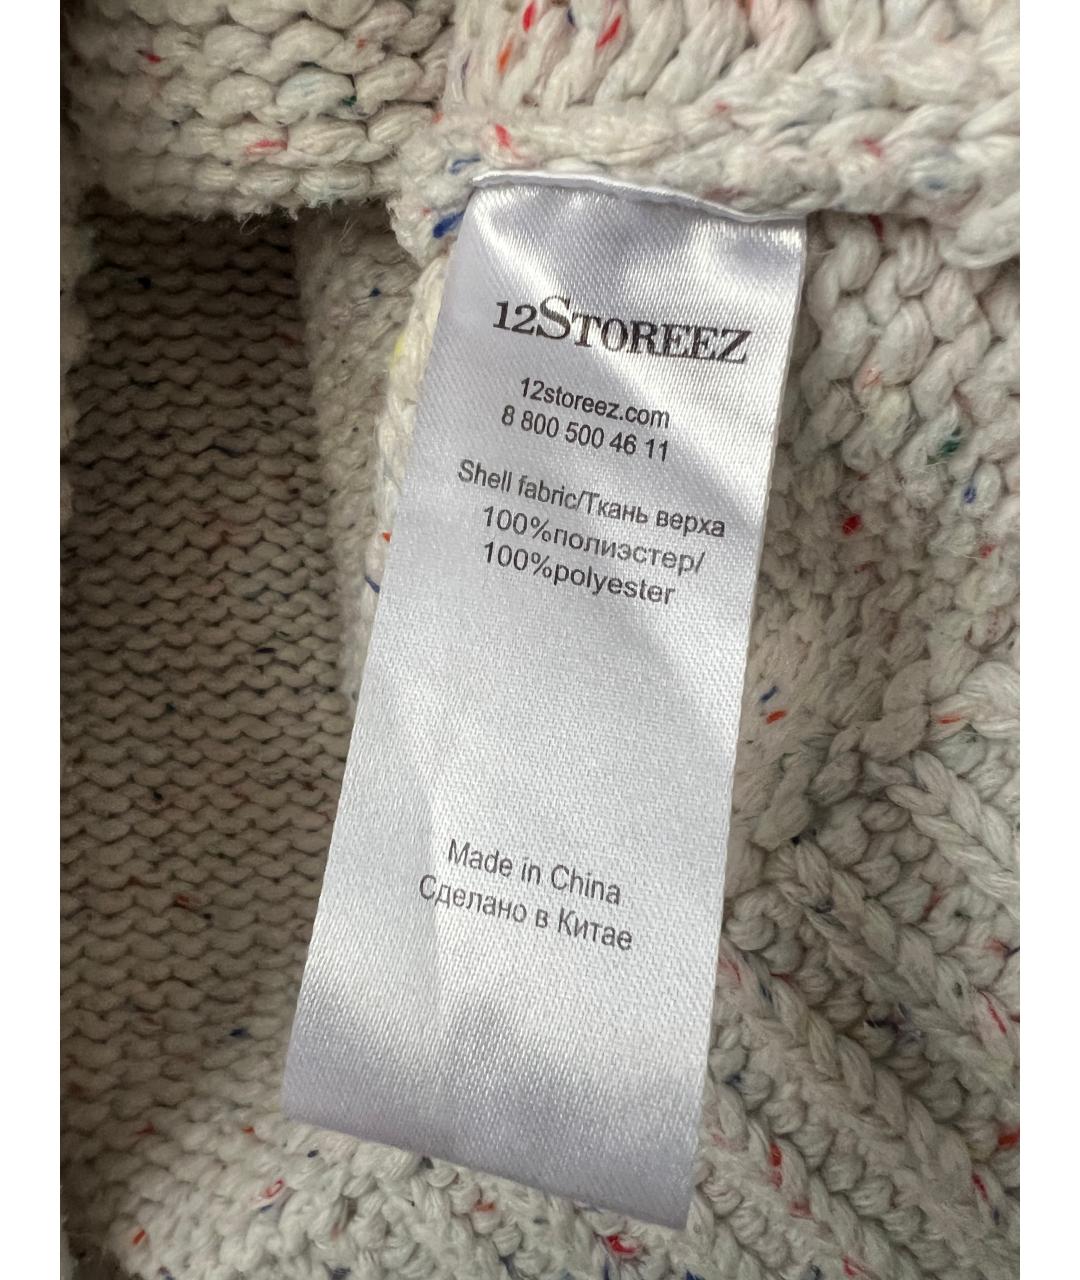 12STOREEZ
12storeez.com
8 800 500 46 11
Shell fabric/Ткань верха
100%полиэстер/
100%polyester
Made in China
Сделано в Китае